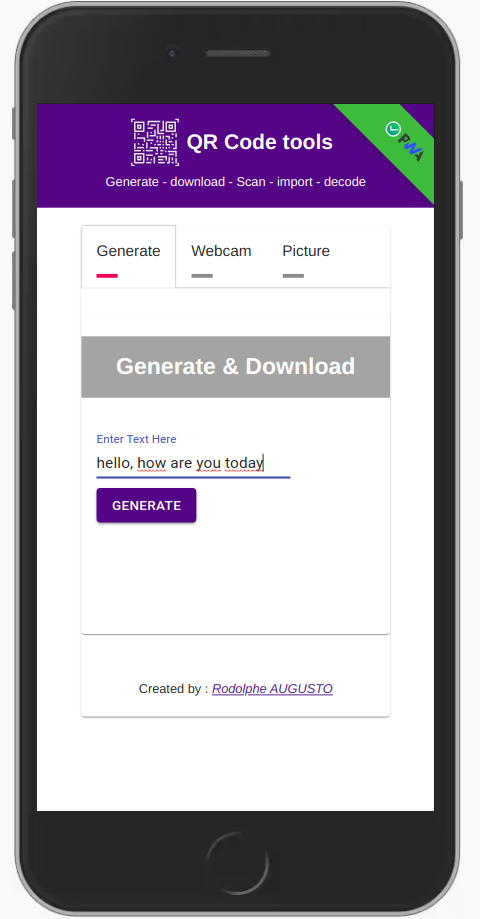 QR Code tools
PWA
Generate - download - Scan - import - decode
Generate Webcam Picture
Generate & Download
Enter Text Here
hello, how are you today
GENERATE
Created by : Rodolphe AUGUSTO